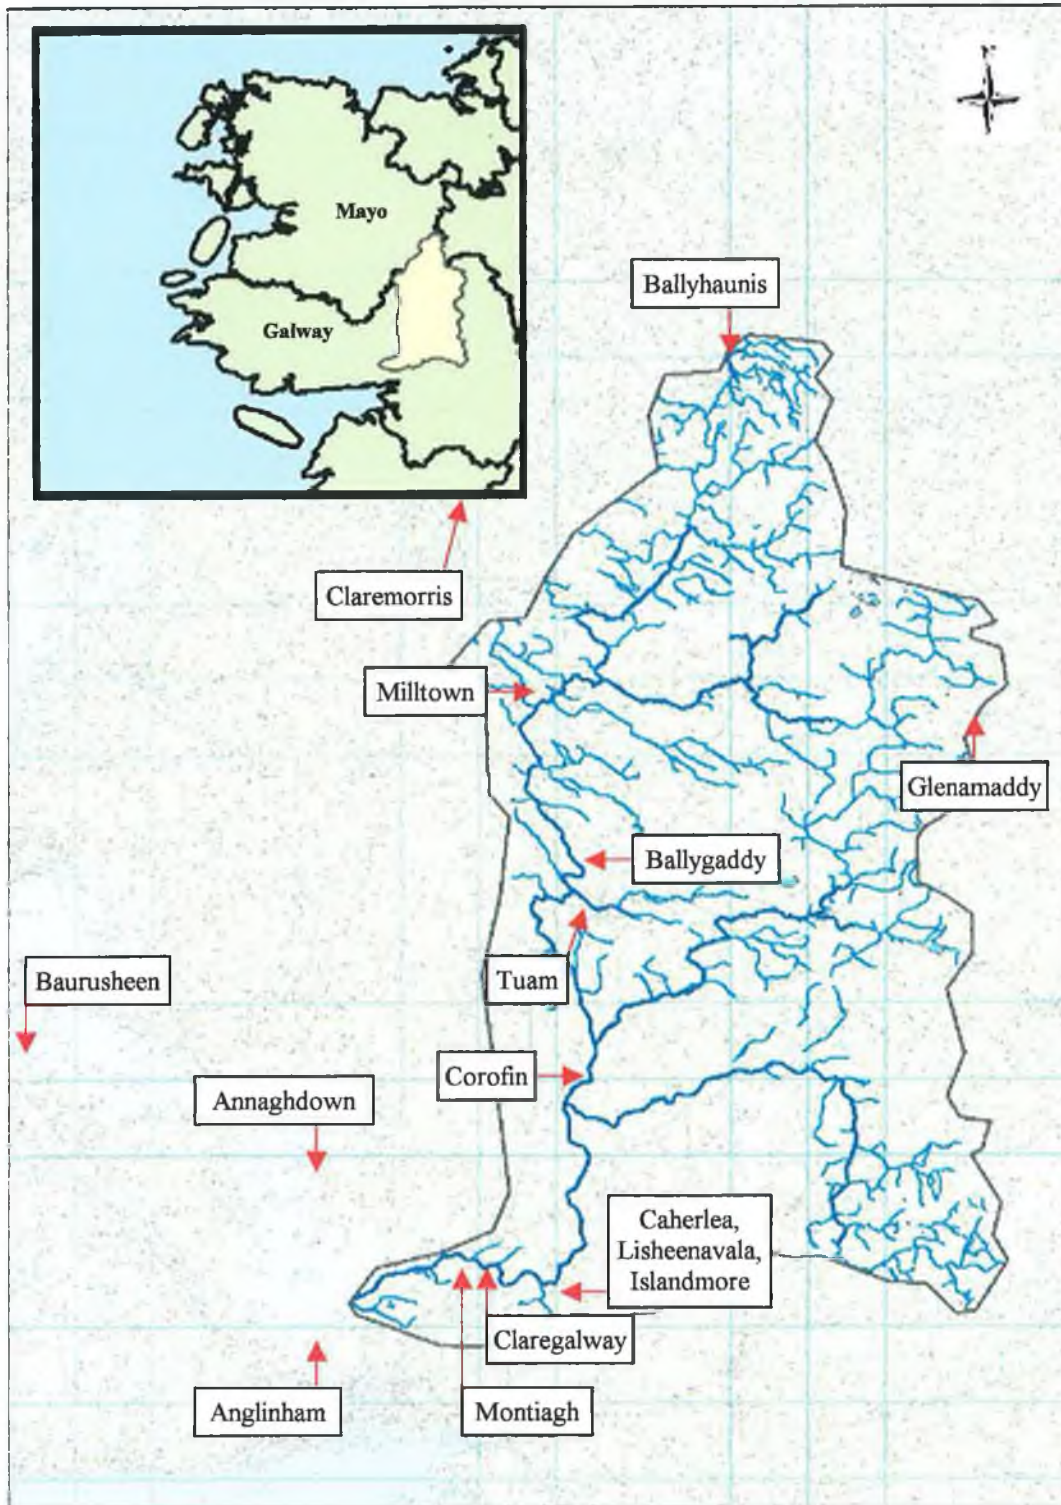 N
Mayo
Galway
Ballyhaunis
Claremorris
Milltown
Glenamaddy
Ballygaddy
Baurusheen
Tuam
Corofin
Annaghdown
Caherlea,
Lisheenavala,
Islandmore
Claregalway
Anglinham
Montiagh